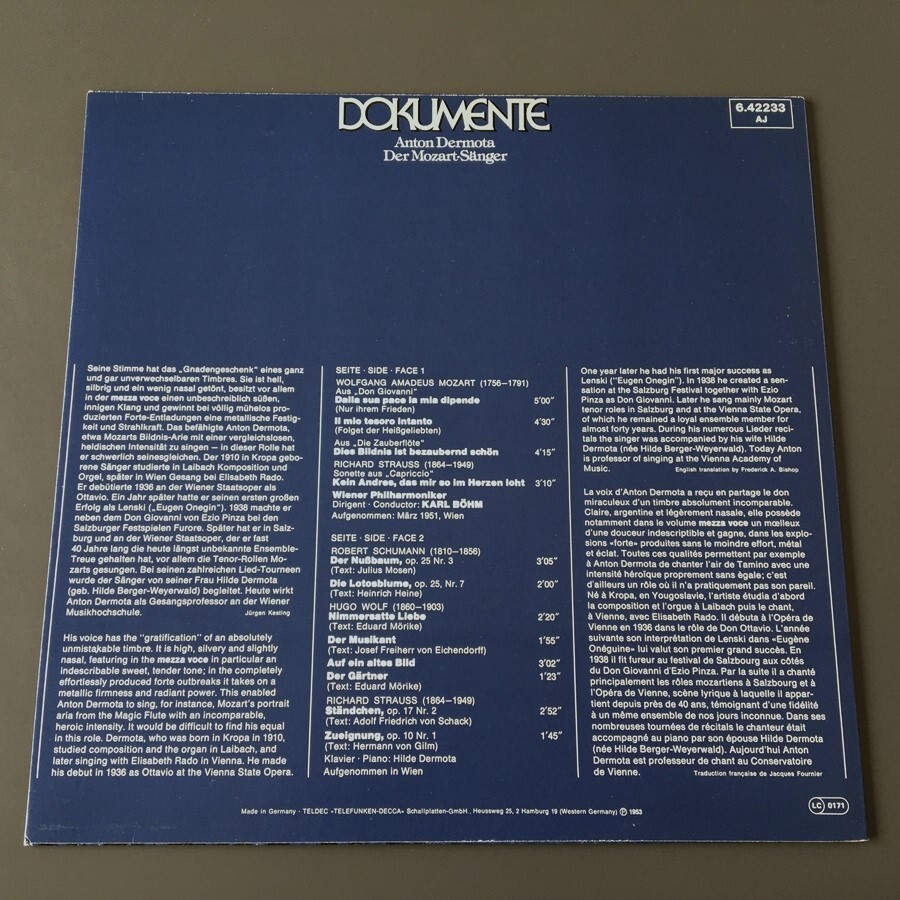 DOKUMENTE
Anton Dermota
Der Mozart-Sänger
6.42233
AJ
Seine Stimme hat das „Gnadengeschenk" eines ganz
und gar unverwechselbaren Timbres. Sie ist hell,
silbrig und ein wenig nasal getönt, besitzt vor allem
in der mezza voce einen unbeschreiblich süßen,
innigen Klang und gewinnt bei völlig mühelos pro-
duzierten Forte-Entladungen eine metallische Festig-
keit und Strahlkraft. Das befähigte Anton Dermota,
etwa Mozarts Bildnis-Arie mit einer vergleichslosen,
heldischen Intensität zu singen – in dieser Rolle hat
er schwerlich seinesgleichen. Der 1910 in Kropa gebo-
rene Sänger studierte in Laibach Komposition und
Orgel, später in Wien Gesang bei Elisabeth Rado.
Er debütierte 1936 an der Wiener Staatsoper als
Ottavio. Ein Jahr später hatte er seinen ersten großen
Erfolg als Lenski („Eugen Onegin"). 1938 machte er
neben dem Don Giovanni von Ezio Pinza bei den
Salzburger Festspielen Furore. Später hat er in Salz-
burg und an der Wiener Staatsoper, der er fast
40 Jahre lang die heute längst unbekannte Ensemble-
Treue gehalten hat, vor allem die Tenor-Rollen Mo-
zarts gesungen. Bei seinen zahlreichen Lied-Tourneen
wurde der Sänger von seiner Frau Hilde Dermota
(geb. Hilde Berger-Weyerwald) begleitet. Heute wirkt
Anton Dermota als Gesangsprofessor an der Wiener
Musikhochschule. Jürgen Kesting
His voice has the "gratification" of an absolutely
unmistakable timbre. It is high, silvery and slightly
nasal, featuring in the mezza voce in particular an
indescribable sweet, tender tone; in the completely
effortlessly produced forte outbreaks it takes on a
metallic firmness and radiant power. This enabled
Anton Dermota to sing, for instance, Mozart's portrait
aria from the Magic Flute with an incomparable,
heroic intensity. It would be difficult to find his equal
in this role. Dermota, who was born in Kropa in 1910,
studied composition and the organ in Laibach, and
later singing with Elisabeth Rado in Vienna. He made
his debut in 1936 as Ottavio at the Vienna State Opera.
SEITE · SIDE · FACE 1
WOLFGANG AMADEUS MOZART (1756–1791)
Aus „Don Giovanni"
Dalla sua pace la mia dipende 5'00"
(Nur ihrem Frieden)
Il mio tesoro intanto 4'30"
(Folget der Heißgeliebten)
Aus „Die Zauberflöte"
Dies Bildnis ist bezaubernd schön 4'15"
RICHARD STRAUSS (1864–1949)
Sonette aus „Capriccio"
Kein Andres, das mir so im Herzen loht 3'10"
Wiener Philharmoniker
Dirigent · Conductor: KARL BÖHM
Aufgenommen: März 1951, Wien
SEITE · SIDE · FACE 2
ROBERT SCHUMANN (1810–1856)
Der Nußbaum, op. 25 Nr. 3 3'05"
(Text: Julius Mosen)
Die Lotosblume, op. 25, Nr. 7 2'00"
(Text: Heinrich Heine)
HUGO WOLF (1860–1903)
Nimmersatte Liebe 2'20"
(Text: Eduard Mörike)
Der Musikant 1'55"
(Text: Josef Freiherr von Eichendorff)
Auf ein altes Bild 3'02"
Der Gärtner 1'23"
(Text: Eduard Mörike)
RICHARD STRAUSS (1864–1949)
Ständchen, op. 17 Nr. 2 2'52"
(Text: Adolf Friedrich von Schack)
Zueignung, op. 10 Nr. 1 1'45"
(Text: Hermann von Gilm)
Klavier · Piano: Hilde Dermota
Aufgenommen in Wien
One year later he had his first major success as
Lenski ("Eugen Onegin"). In 1938 he created a sen-
sation at the Salzburg Festival together with Ezio
Pinza as Don Giovanni. Later he sang mainly Mozart
tenor roles in Salzburg and at the Vienna State Opera,
of which he remained a loyal ensemble member for
almost forty years. During his numerous Lieder reci-
tals the singer was accompanied by his wife Hilde
Dermota (née Hilde Berger-Weyerwald). Today Anton
is professor of singing at the Vienna Academy of
Music. English translation by Frederick A. Bishop
La voix d'Anton Dermota a reçu en partage le don
miraculeux d'un timbre absolument incomparable.
Claire, argentine et légèrement nasale, elle possède
notamment dans le volume mezza voce un mœlleux
d'une douceur indescriptible et gagne, dans les explo-
sions «forte» produites sans le moindre effort, métal
et éclat. Toutes ces qualités permettent par exemple
à Anton Dermota de chanter l'air de Tamino avec une
intensité héroïque proprement sans égale; c'est
d'ailleurs un rôle où il n'a pratiquement pas son pareil.
Né à Kropa, en Yougoslavie, l'artiste étudia d'abord
la composition et l'orgue à Laibach puis le chant,
à Vienne, avec Elisabeth Rado. Il débuta à l'Opéra de
Vienne en 1936 dans le rôle de Don Ottavio. L'année
suivante son interprétation de Lenski dans «Eugène
Onéguine» lui valut son premier grand succès. En
1938 il fit fureur au festival de Salzbourg aux côtés
du Don Giovanni d'Ezio Pinza. Par la suite il a chanté
principalement les rôles mozartiens à Salzbourg et à
l'Opéra de Vienne, scène lyrique à laquelle il appar-
tient depuis près de 40 ans, témoignant d'une fidélité
à un même ensemble de nos jours inconnue. Dans ses
nombreuses tournées de récitals le chanteur était
accompagné au piano par son épouse Hilde Dermota
(née Hilde Berger-Weyerwald). Aujourd'hui Anton
Dermota est professeur de chant au Conservatoire
de Vienne. Traduction française de Jacques Fournier
Made in Germany · TELDEC »TELEFUNKEN-DECCA« Schallplatten-GmbH., Heussweg 25, 2 Hamburg 19 (Western Germany) Ⓟ 1953
LC 0171